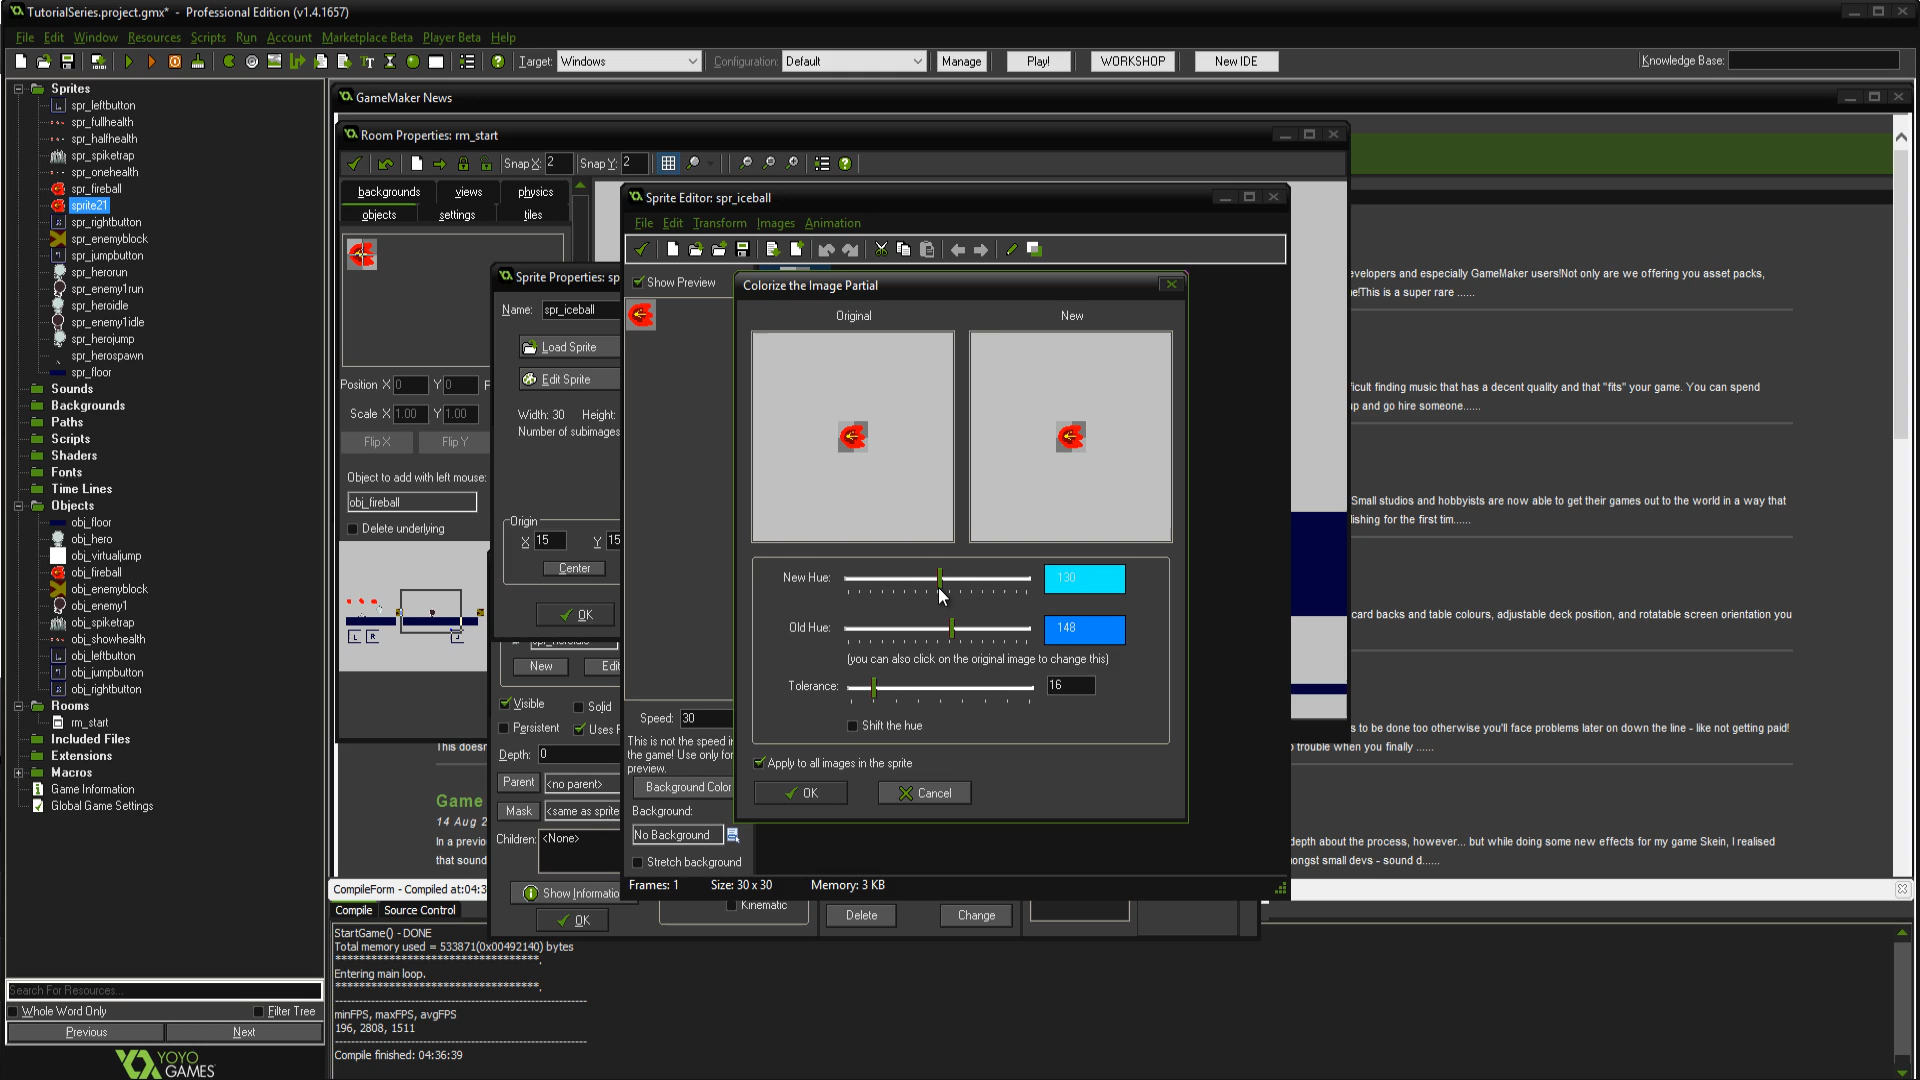 TutorialSeries.project.gmx* - Professional Edition (v1.4.1657)
File Edit Window Resources Scripts Run Account Marketplace Beta Player Beta Help
Target: Windows Configuration: Default Manage Play! WORKSHOP New IDE Knowledge Base:
Sprites
spr_leftbutton
spr_fullhealth
spr_halfhealth
spr_spiketrap
spr_onehealth
spr_fireball
sprite21
spr_rightbutton
spr_enemyblock
spr_jumpbutton
spr_herorun
spr_enemy1run
spr_heroidle
spr_enemy1idle
spr_herojump
spr_herospawn
spr_floor
Sounds
Backgrounds
Paths
Scripts
Shaders
Fonts
Time Lines
Objects
obj_floor
obj_hero
obj_virtualjump
obj_fireball
obj_enemyblock
obj_enemy1
obj_spiketrap
obj_showhealth
obj_leftbutton
obj_jumpbutton
obj_rightbutton
Rooms
rm_start
Included Files
Extensions
Macros
Game Information
Global Game Settings
Search For Resources...
Whole Word Only Filter Tree
Previous Next
YOYO
GAMES
GameMaker News
Room Properties: rm_start
Snap X: 2 Snap Y: 2
backgrounds views physics
objects settings tiles
Position X 0 Y 0 F
Scale X 1.00 Y 1.00
Flip X Flip Y
Object to add with left mouse:
obj_fireball
Delete underlying
L R J
Sprite Properties: sp
Name: spr_iceball
Load Sprite
Edit Sprite
Width: 30 Height:
Number of subimages
Origin
X 15 Y 15
Center
OK
New Edit
Visible Solid
Persistent Uses P
Depth: 0
Parent <no parent>
Mask <same as sprite
Children: <None>
Show Informatio
OK
Kinematic
Delete Change
Sprite Editor: spr_iceball
File Edit Transform Images Animation
Show Preview
Speed: 30
This is not the speed in
the game! Use only for
preview.
Background Color
Background:
No Background
Stretch background
Frames: 1 Size: 30 x 30 Memory: 3 KB
Colorize the Image Partial
Original New
New Hue: 130
Old Hue: 148
(you can also click on the original image to change this)
Tolerance: 16
Shift the hue
Apply to all images in the sprite
OK Cancel
evelopers and especially GameMaker users!Not only are we offering you asset packs,
ne!This is a super rare ......
ficult finding music that has a decent quality and that "fits" your game. You can spend
p and go hire someone......
Small studios and hobbyists are now able to get their games out to the world in a way that
lishing for the first tim......
card backs and table colours, adjustable deck position, and rotatable screen orientation you
s to be done too otherwise you'll face problems later on down the line - like not getting paid!
This doesn
trouble when you finally ......
Game
14 Aug 2
In a previo
depth about the process, however... but while doing some new effects for my game Skein, I realised
that sound
ongst small devs - sound d......
CompileForm - Compiled at:04:3
Compile Source Control
StartGame() - DONE
Total memory used = 533871(0x00492140) bytes
**********************************.
Entering main loop.
**********************************.
minFPS, maxFPS, avgFPS
196, 2808, 1511
Compile finished: 04:36:39